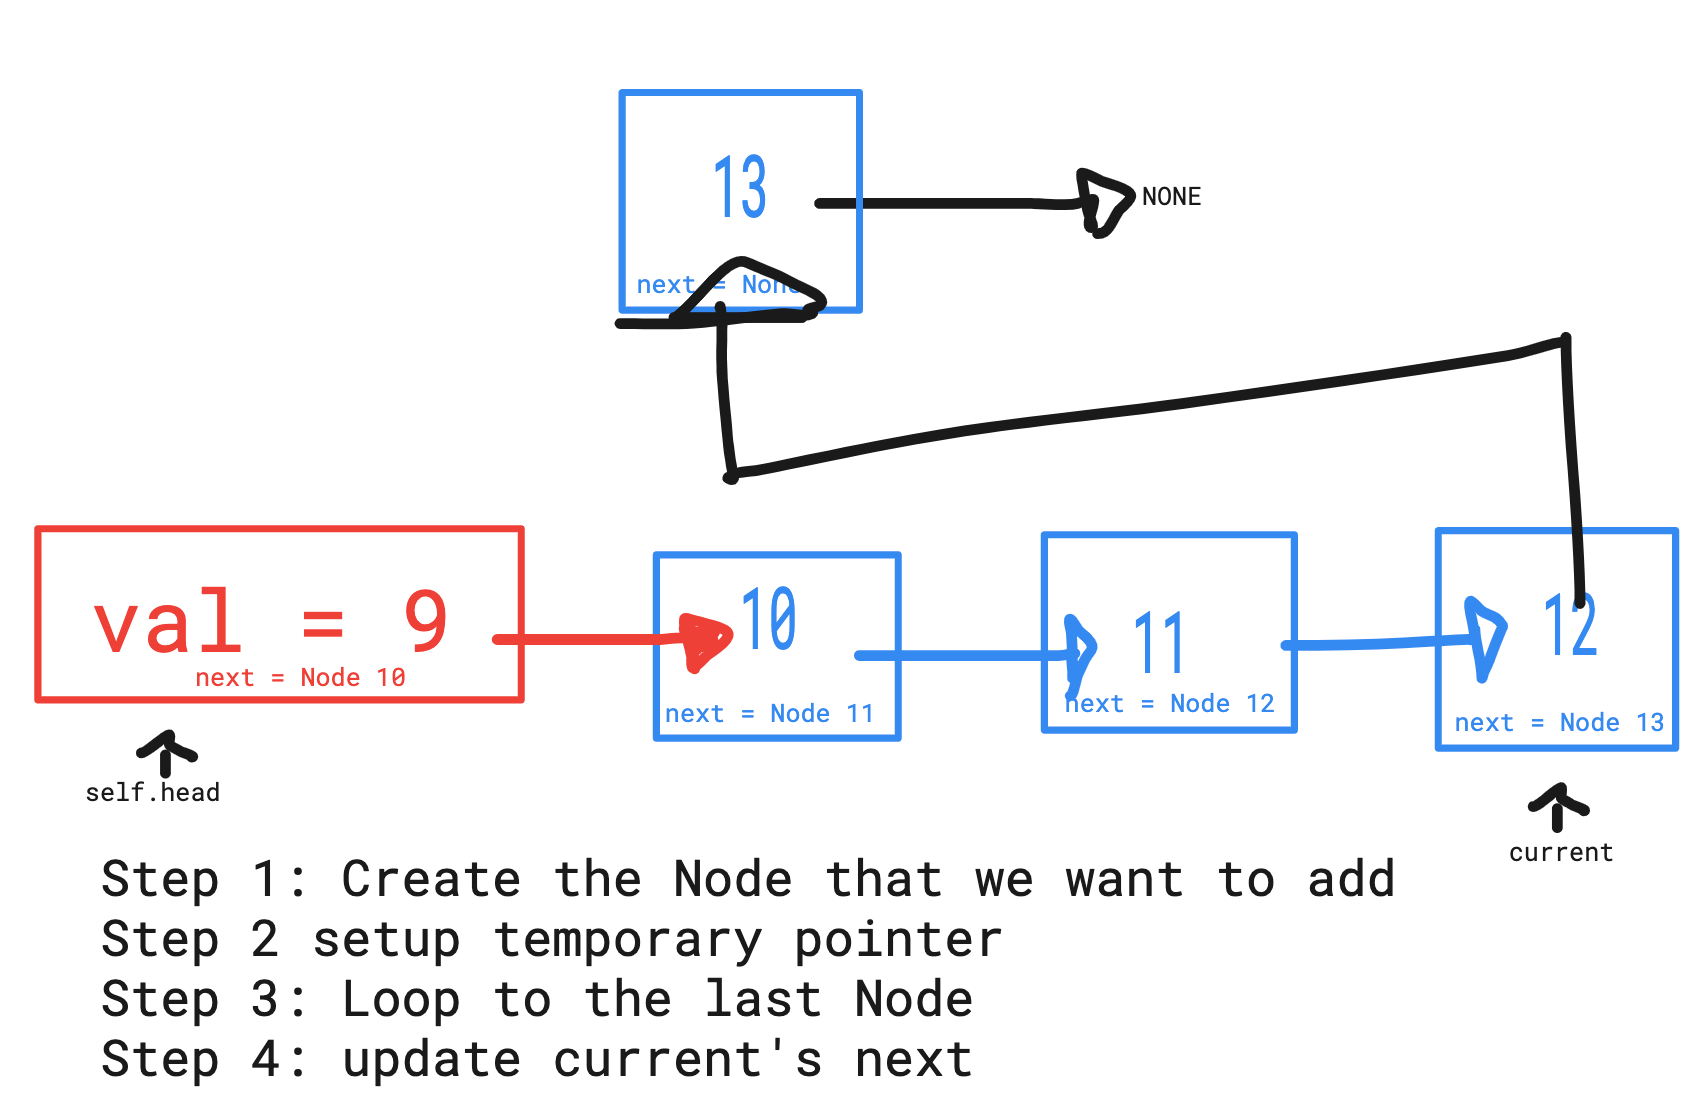 13
NONE
next = None
val = 9
next = Node 10
10
next = Node 11
11
next = Node 12
12
next = Node 13
self.head
current
Step 1: Create the Node that we want to add
Step 2 setup temporary pointer
Step 3: Loop to the last Node
Step 4: update current's next